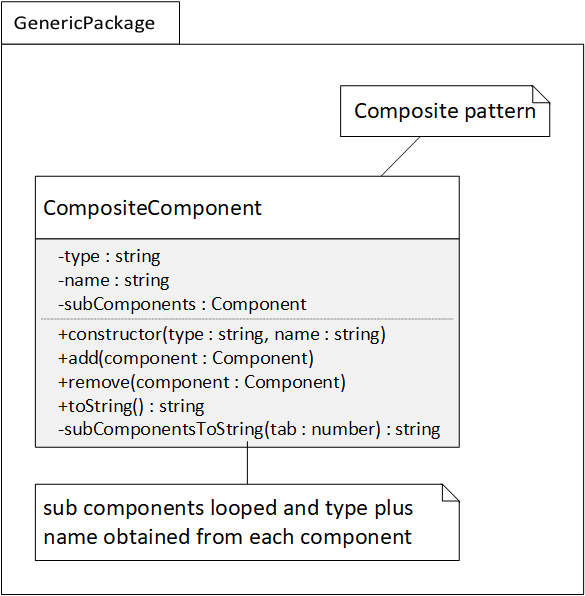 GenericPackage
Composite pattern
CompositeComponent
-type : string
-name : string
-subComponents : Component
+constructor(type : string, name : string)
+add(component : Component)
+remove(component : Component)
+toString() : string
-subComponentsToString(tab : number) : string
sub components looped and type plus
name obtained from each component